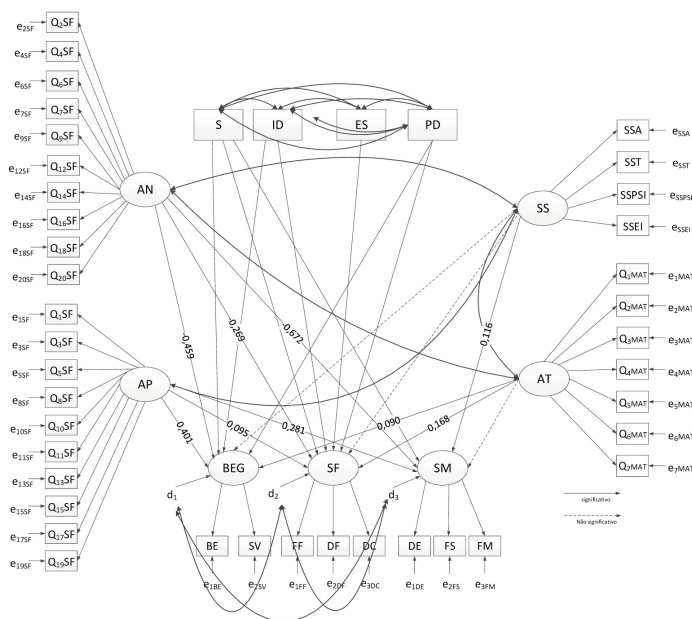 e2SF Q2SF
e4SF Q4SF
e6SF Q6SF
e7SF Q7SF
e9SF Q9SF
e12SF Q12SF
e14SF Q14SF
e16SF Q16SF
e18SF Q18SF
e20SF Q20SF
AN
S ID ES PD
SS
SSA eSSA
SST eSST
SSPSI eSSPSI
SSEI eSSEI
e1SF Q1SF
e3SF Q3SF
e5SF Q5SF
e8SF Q8SF
e10SF Q10SF
e11SF Q11SF
e13SF Q13SF
e15SF Q15SF
e17SF Q17SF
e19SF Q19SF
AP
AT
Q1MAT e1MAT
Q2MAT e2MAT
Q3MAT e3MAT
Q4MAT e4MAT
Q5MAT e5MAT
Q6MAT e6MAT
Q7MAT e7MAT
-0,459 -0,269 -0,672 0,116
0,401 0,095 0,281 0,090 0,168
BEG SF SM
d1 d2 d3
BE SV FF DF DC DE FS FM
e1BE e2SV e1FF e2DF e3DC e1DE e2FS e3FM
significativo
Não significativo